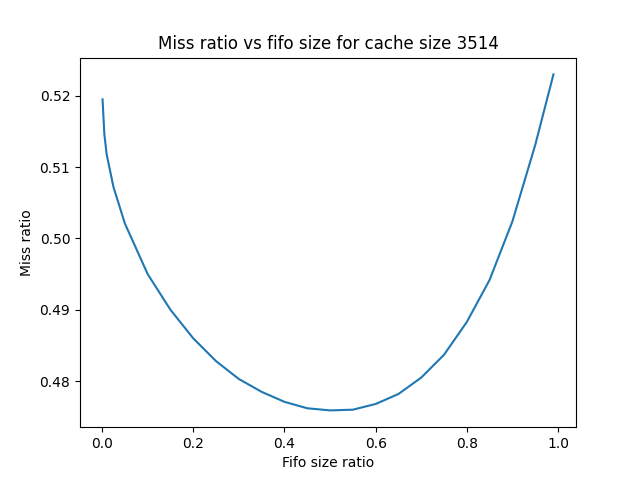 Miss ratio vs fifo size for cache size 3514
0.52
0.51
0.50
0.49
0.48
Miss ratio
0.0 0.2 0.4 0.6 0.8 1.0
Fifo size ratio